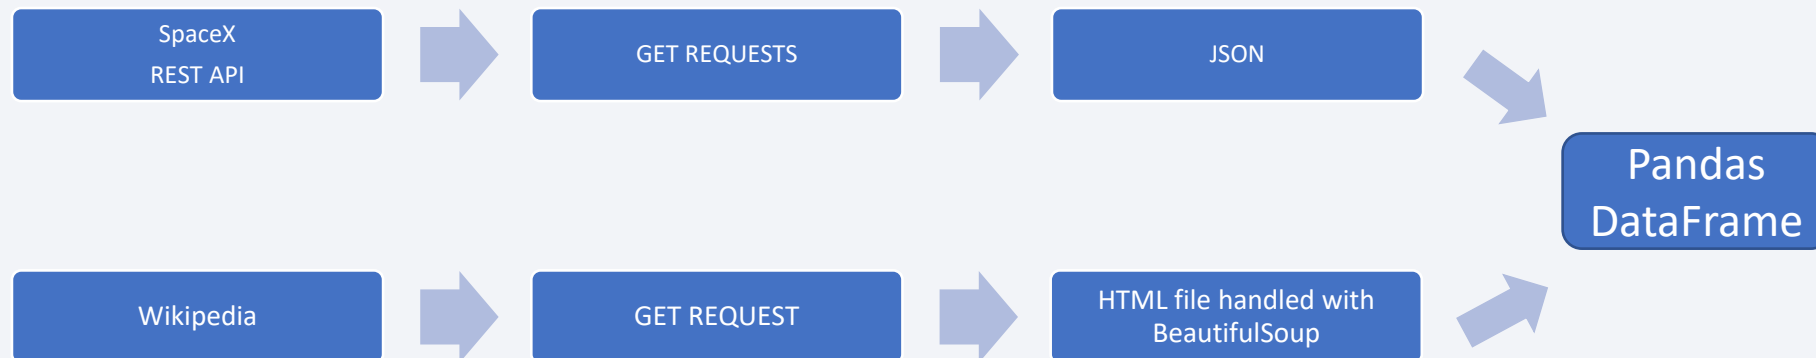 SpaceX
REST API
GET REQUESTS
JSON
Pandas
DataFrame
Wikipedia
GET REQUEST
HTML file handled with
BeautifulSoup